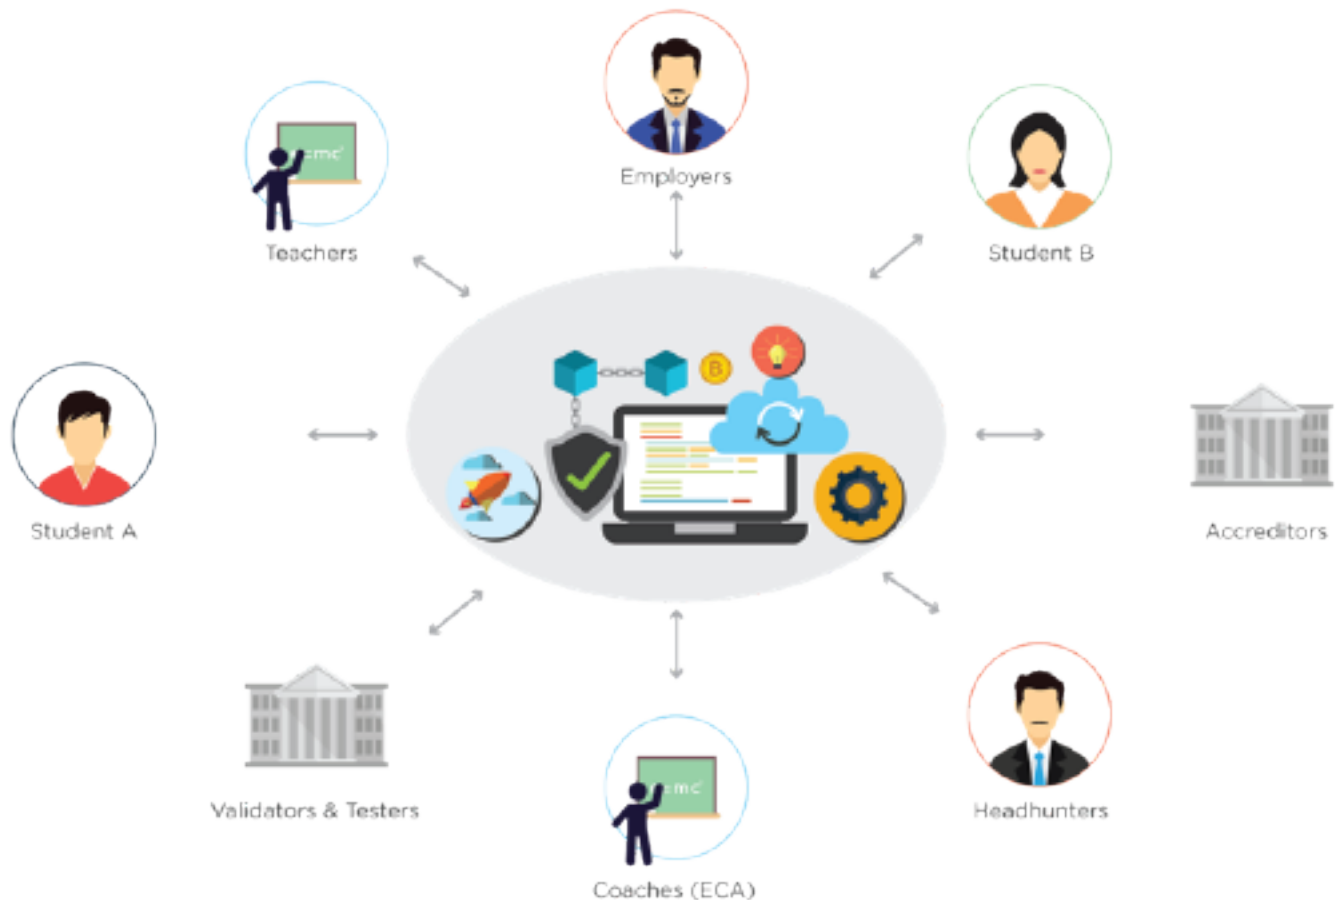 Employers
Teachers
Student B
Student A
Accreditors
Validators & Testers
Headhunters
Coaches (ECA)
B